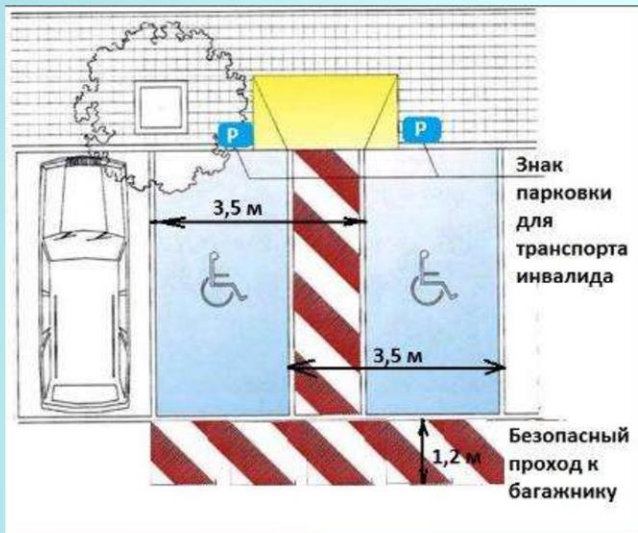 P
P
Знак
парковки
для
транспорта
инвалида
3,5 м
3,5 м
1,2 м
Безопасный
проход к
багажнику